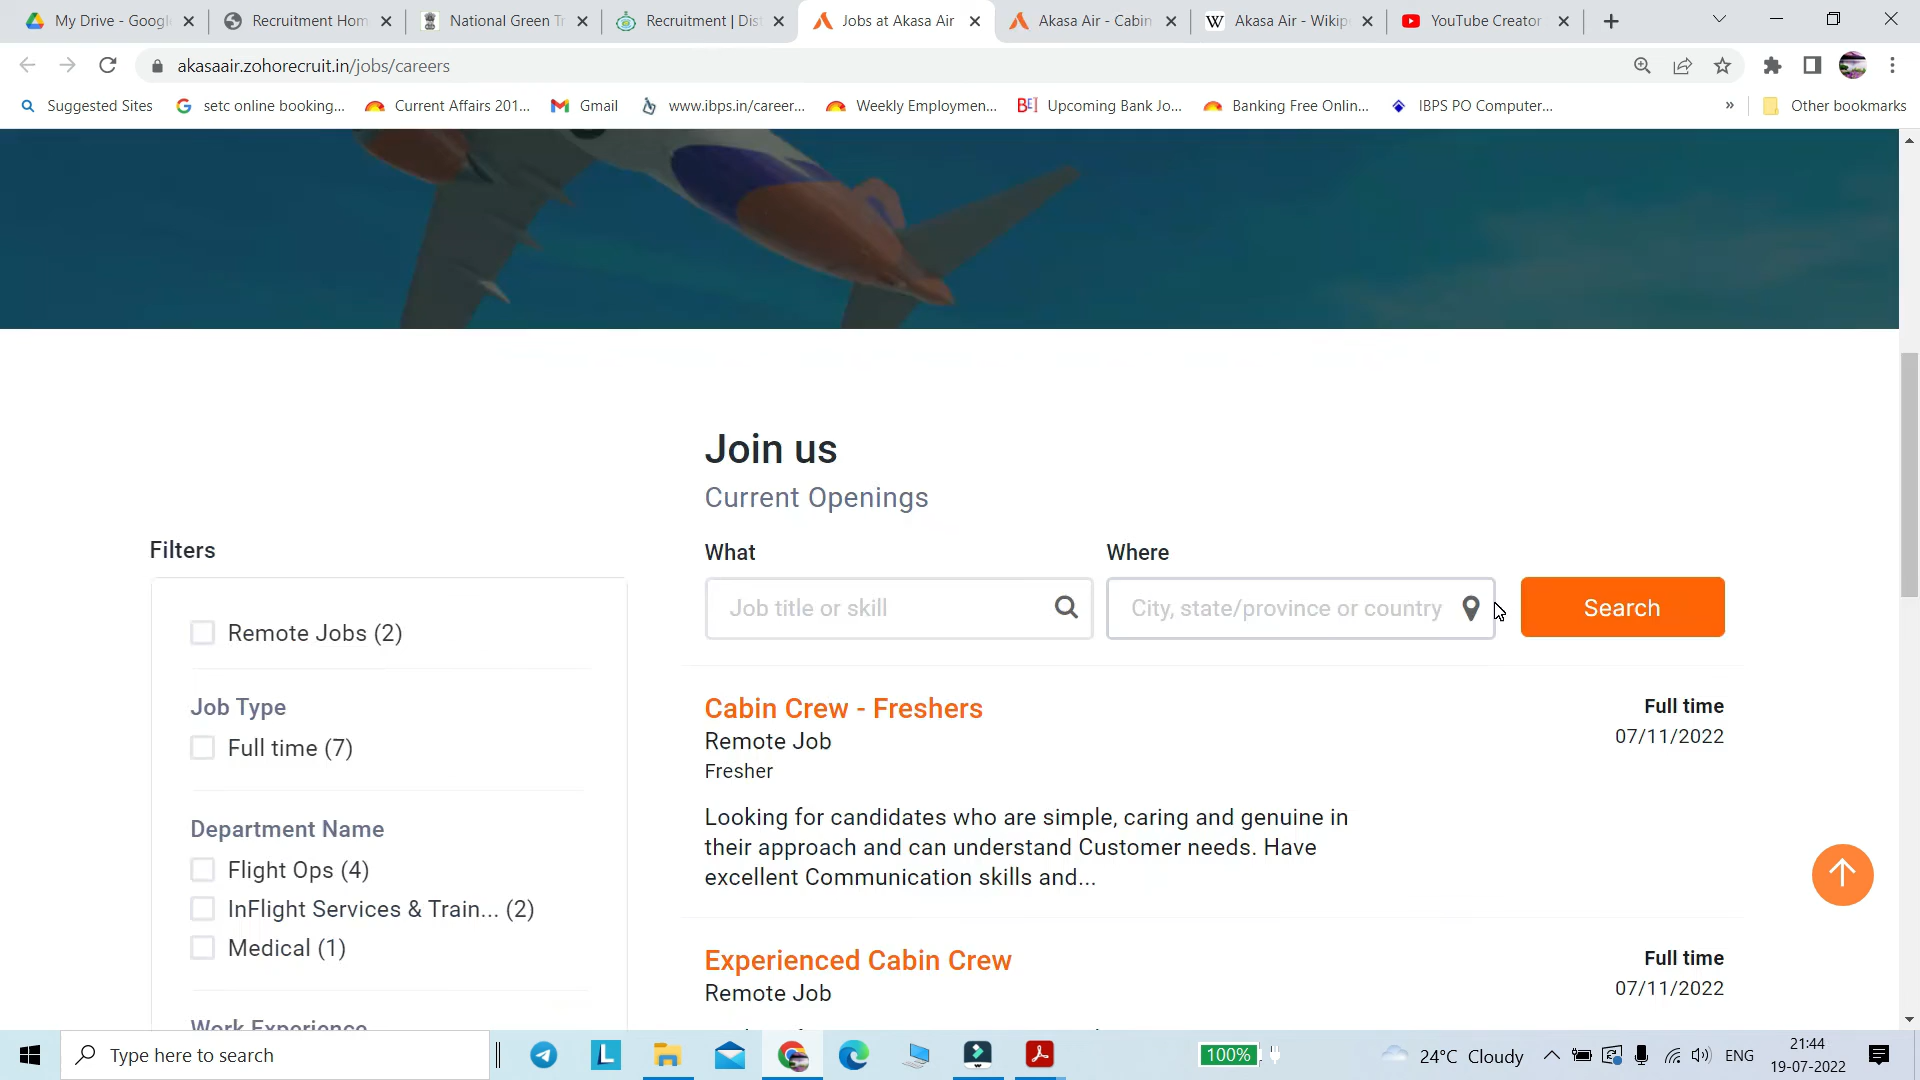 My Drive - Google
Recruitment Hom
National Green Tr
Recruitment | Dist
Jobs at Akasa Air
Akasa Air - Cabin
Akasa Air - Wikip
YouTube Creator
akasaair.zohorecruit.in/jobs/careers
Suggested Sites
setc online booking...
Current Affairs 201...
Gmail
www.ibps.in/career...
Weekly Employmen...
Upcoming Bank Jo...
Banking Free Onlin...
IBPS PO Computer...
»
Other bookmarks
Join us
Current Openings
Filters
What
Where
Job title or skill
City, state/province or country
Search
Remote Jobs (2)
Job Type
Full time (7)
Department Name
Flight Ops (4)
InFlight Services & Train... (2)
Medical (1)
Work Experience
Cabin Crew - Freshers
Full time
Remote Job
07/11/2022
Fresher
Looking for candidates who are simple, caring and genuine in
their approach and can understand Customer needs. Have
excellent Communication skills and...
Experienced Cabin Crew
Full time
Remote Job
07/11/2022
Type here to search
100%
24°C Cloudy
ENG
21:44
19-07-2022